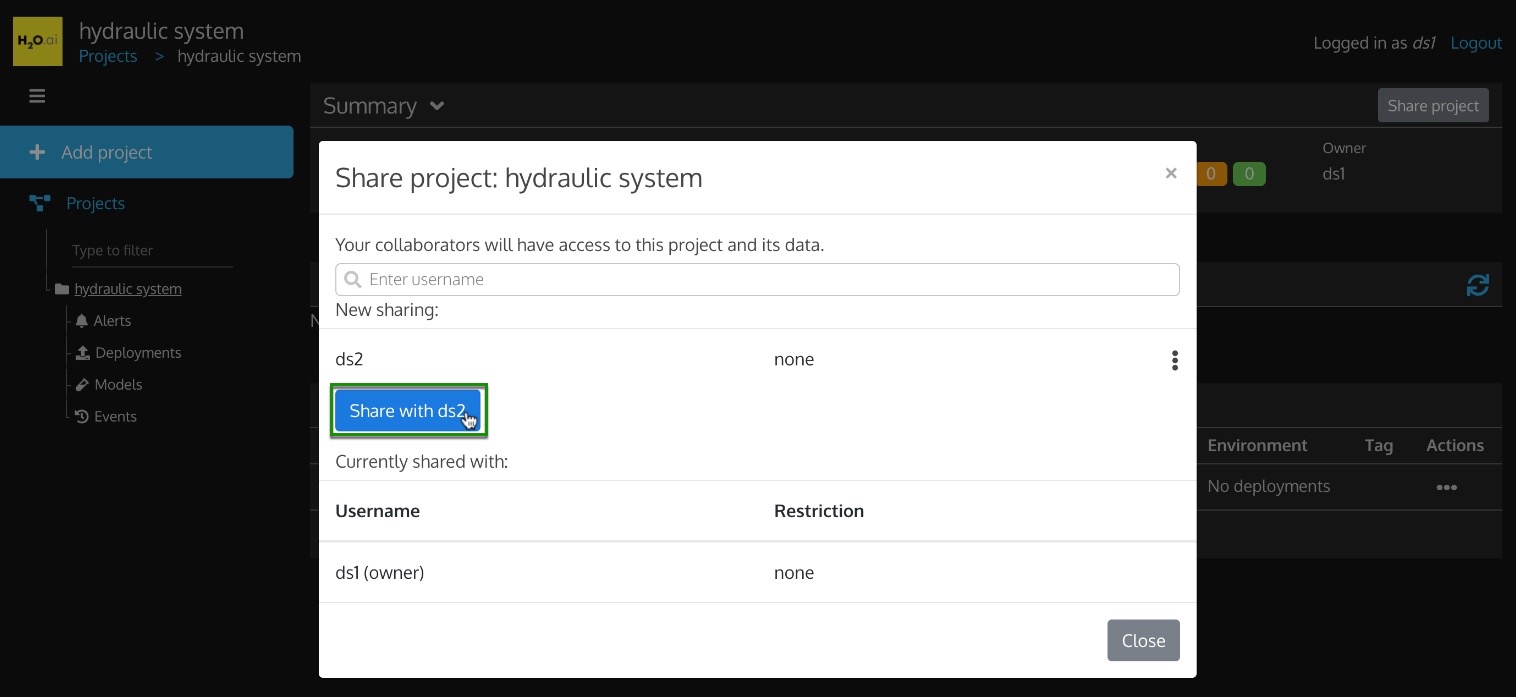 H2O.ai
hydraulic system
Projects > hydraulic system
Logged in as ds1 Logout
Summary
Share project
Add project
Projects
Type to filter
hydraulic system
Alerts
Deployments
Models
Events
0 0
Owner
ds1
N
Share project: hydraulic system
×
Your collaborators will have access to this project and its data.
Enter username
New sharing:
ds2 none
Share with ds2
Currently shared with:
Username Restriction
ds1 (owner) none
Close
Environment Tag Actions
No deployments